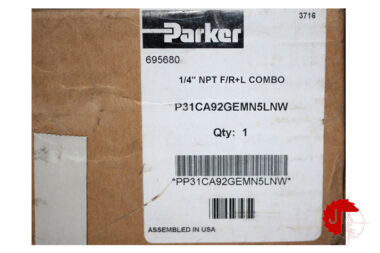 Parker
3716
695680
1/4" NPT F/R+L COMBO
P31CA92GEMN5LNW
Qty: 1
*PP31CA92GEMN5LNW*
ASSEMBLED IN USA